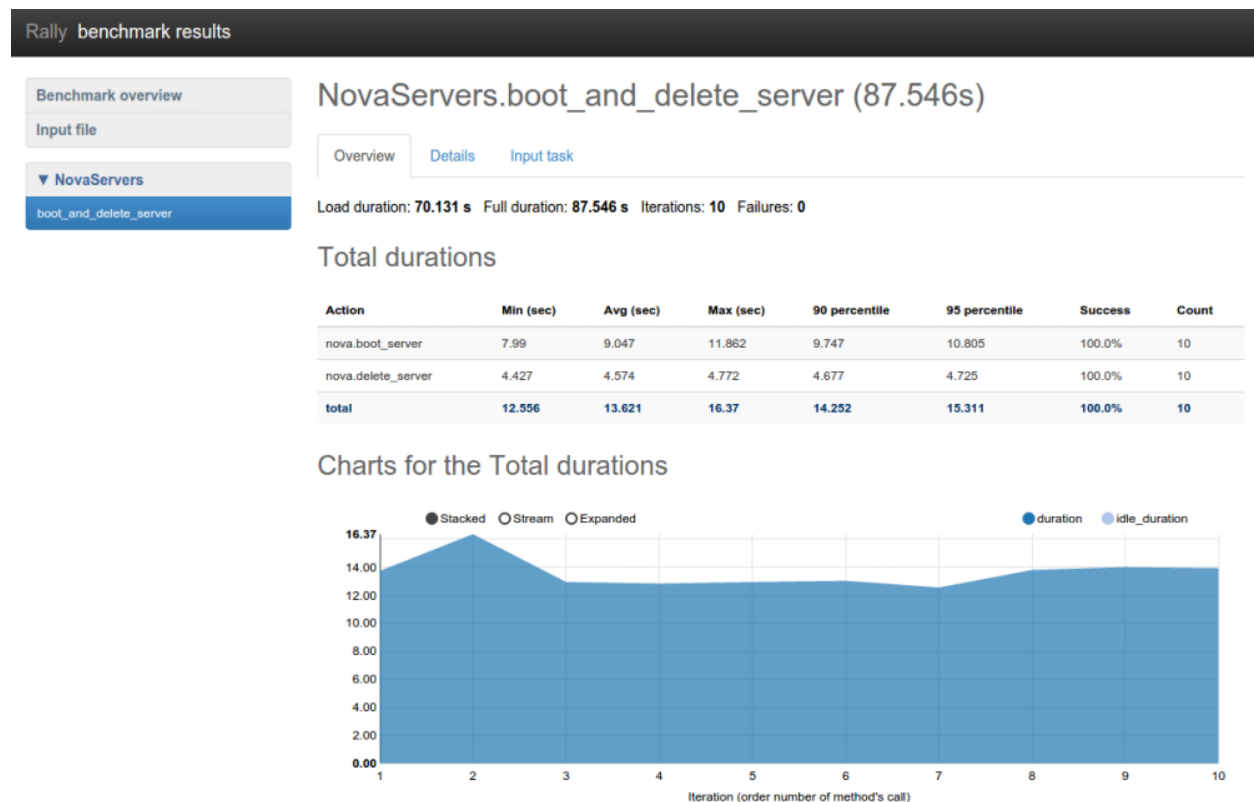 Rally benchmark results
Benchmark overview
Input file
▼ NovaServers
boot_and_delete_server
NovaServers.boot_and_delete_server (87.546s)
Overview Details Input task
Load duration: 70.131 s Full duration: 87.546 s Iterations: 10 Failures: 0
Total durations
Action Min (sec) Avg (sec) Max (sec) 90 percentile 95 percentile Success Count
nova.boot_server 7.99 9.047 11.862 9.747 10.805 100.0% 10
nova.delete_server 4.427 4.574 4.772 4.677 4.725 100.0% 10
total 12.556 13.621 16.37 14.252 15.311 100.0% 10
Charts for the Total durations
Stacked Stream Expanded duration idle_duration
16.37
14.00
12.00
10.00
8.00
6.00
4.00
2.00
0.00
1 2 3 4 5 6 7 8 9 10
Iteration (order number of method's call)